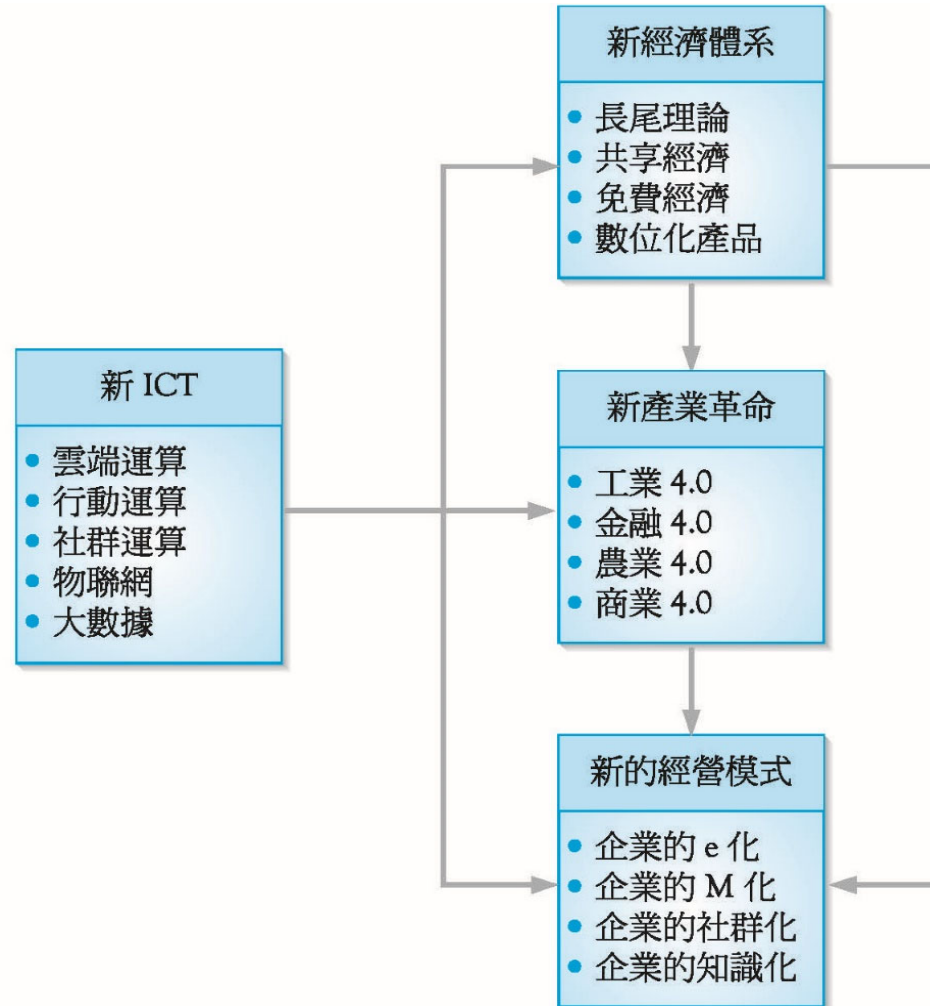 新經濟體系
● 長尾理論
● 共享經濟
● 免費經濟
● 數位化產品
新 ICT
● 雲端運算
● 行動運算
● 社群運算
● 物聯網
● 大數據
新產業革命
● 工業 4.0
● 金融 4.0
● 農業 4.0
● 商業 4.0
新的經營模式
● 企業的 e 化
● 企業的 M 化
● 企業的社群化
● 企業的知識化